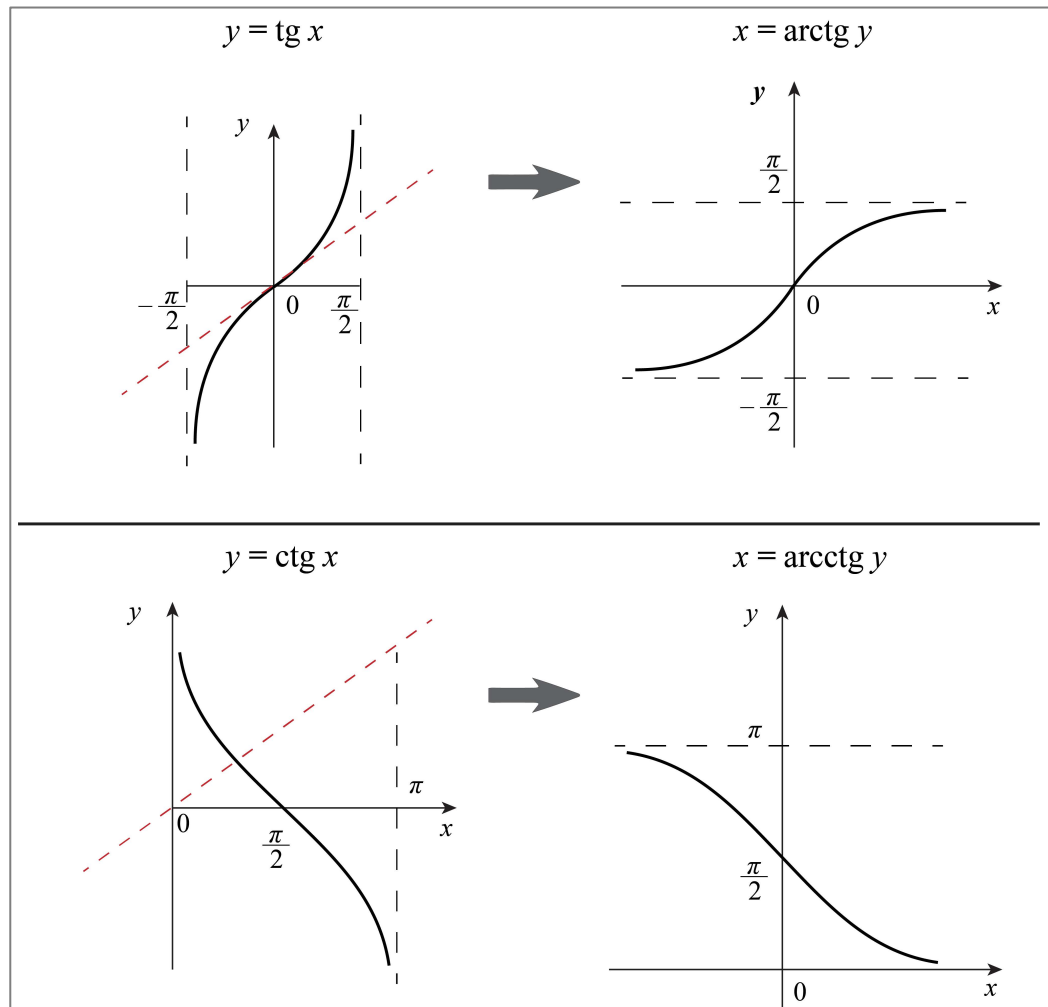 y = tg x
x = arctg y
y
−π/2
0
π/2
y
π/2
0
x
−π/2
y = ctg x
x = arcctg y
y
π
0
π/2
x
y
π
π/2
0
x